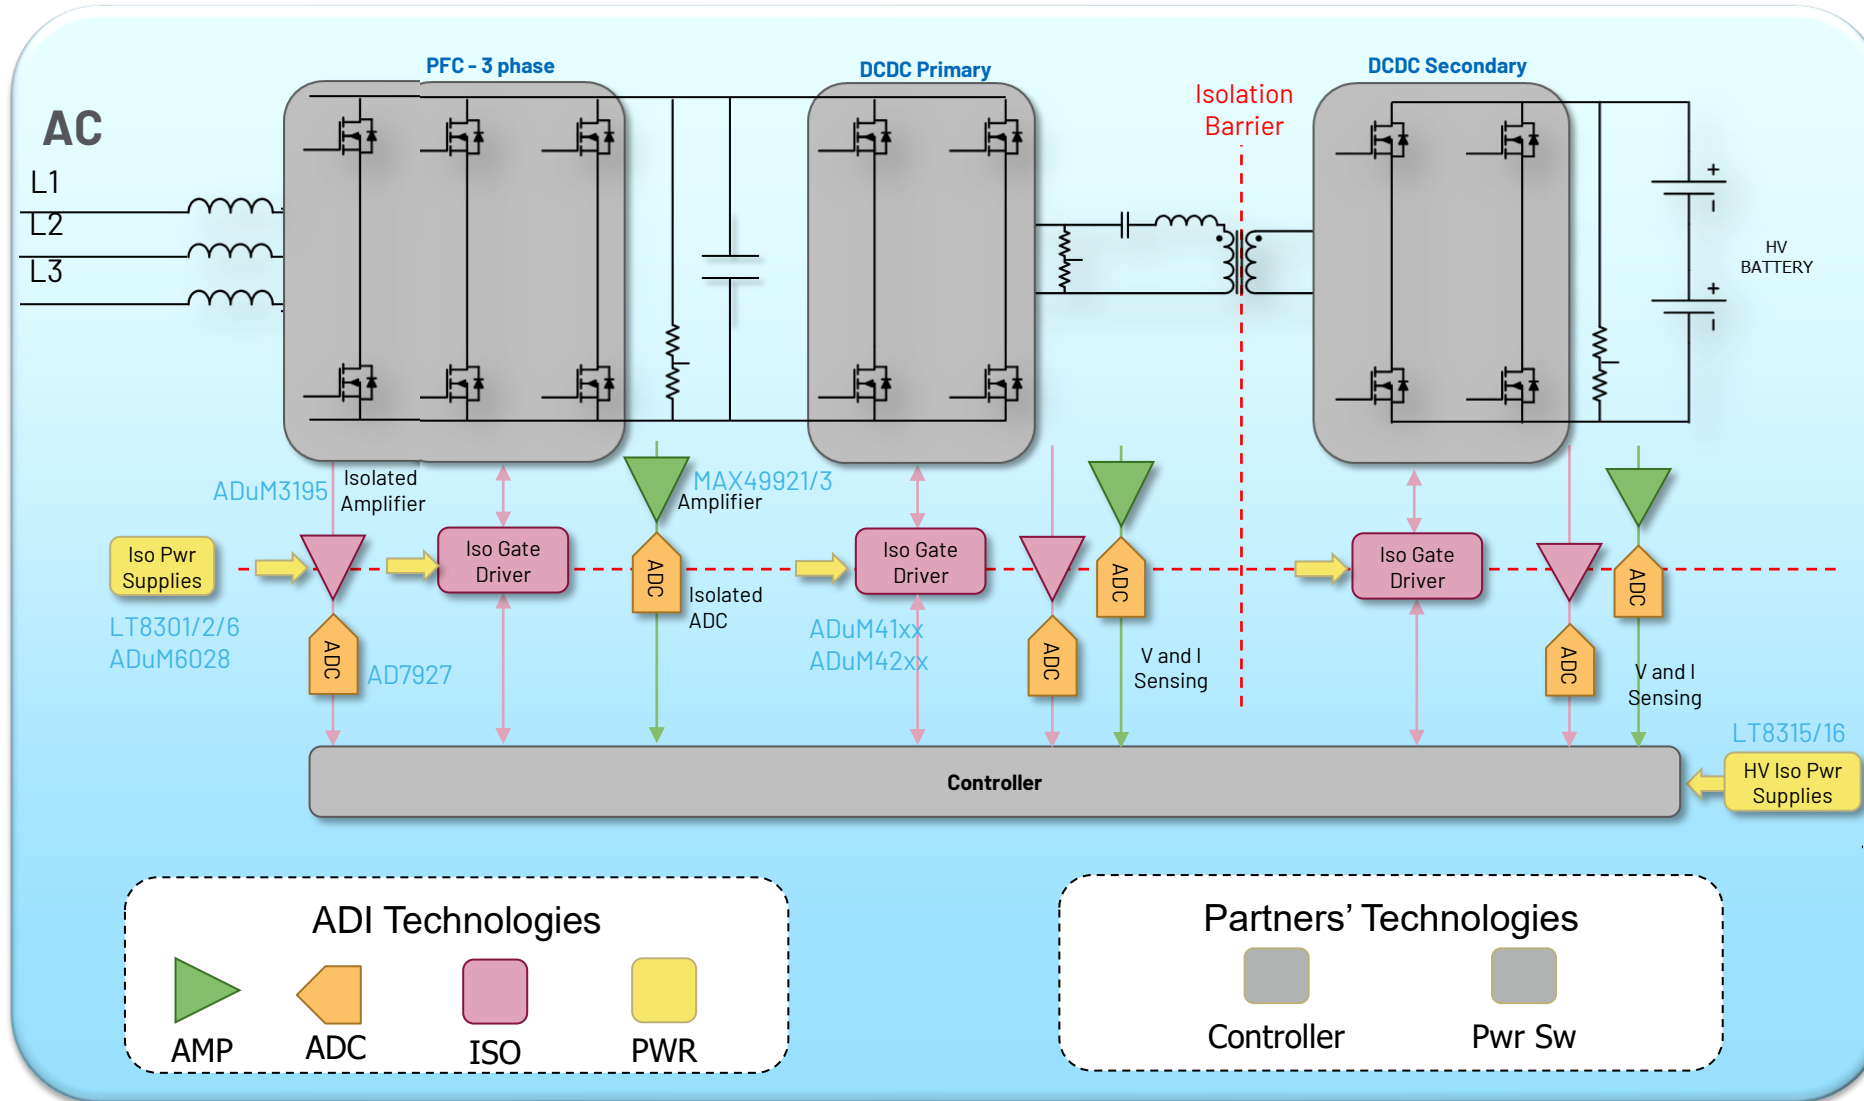 PFC - 3 phase
DCDC Primary
DCDC Secondary
Isolation
Barrier
AC
L1
L2
L3
+
HV
BATTERY
+
ADuM3195
Isolated
Amplifier
MAX49921/3
Amplifier
Iso Pwr
Supplies
Iso Gate
Driver
ADC
Isolated
ADC
Iso Gate
Driver
ADC
Iso Gate
Driver
ADC
LT8301/2/6
ADuM6028
ADC
AD7927
ADuM41xx
ADuM42xx
ADC
V and I
Sensing
ADC
V and I
Sensing
LT8315/16
Controller
HV Iso Pwr
Supplies
ADI Technologies
AMP
ADC
ISO
PWR
Partners’ Technologies
Controller
Pwr Sw